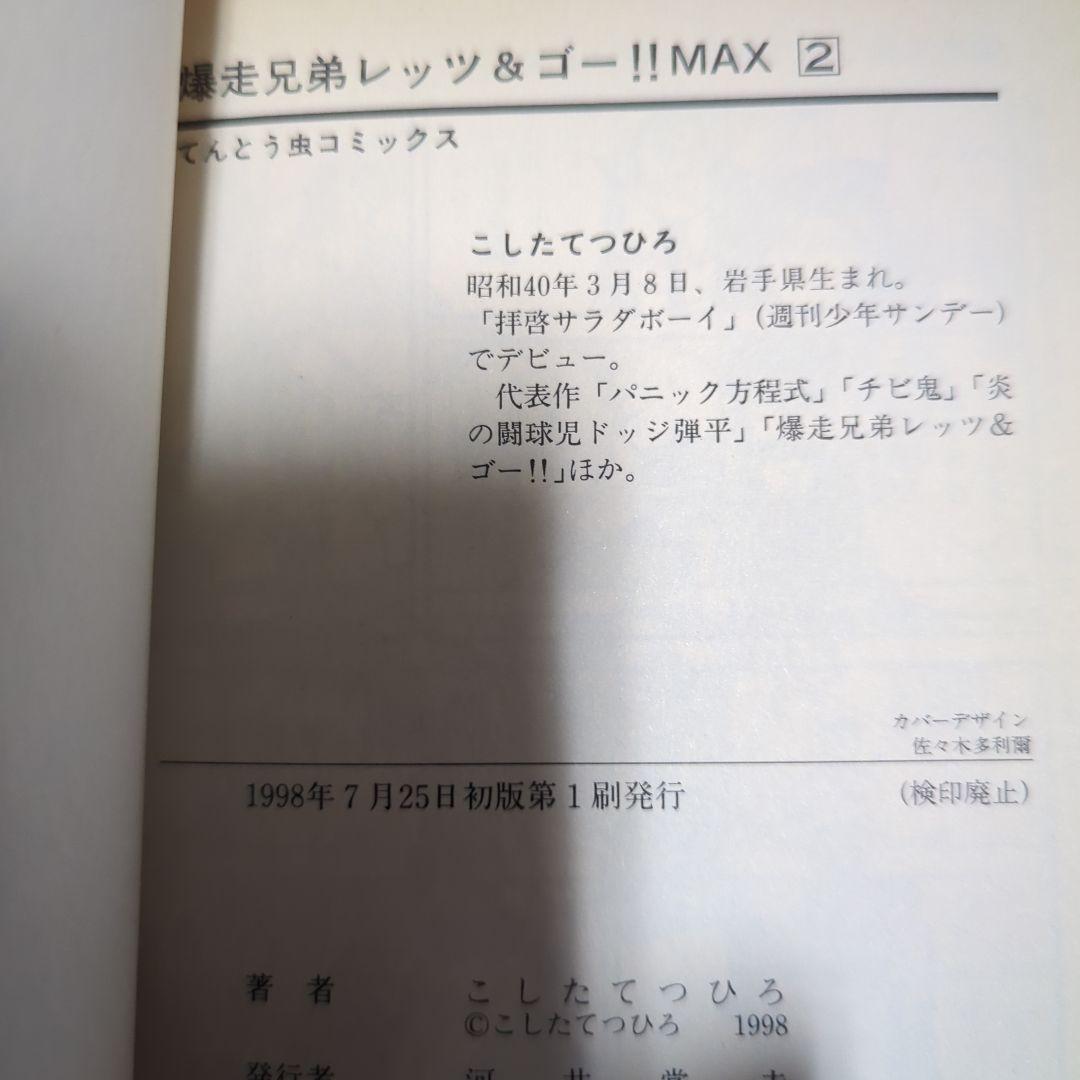 爆走兄弟レッツ&ゴー!!MAX 2
てんとう虫コミックス
こしたてつひろ
昭和40年3月8日、岩手県生まれ。
「拝啓サラダボーイ」(週刊少年サンデー)
でデビュー。
代表作「パニック方程式」「チビ鬼」「炎
の闘球児ドッジ弾平」「爆走兄弟レッツ&
ゴー!!」ほか。
カバーデザイン
佐々木多利爾
1998年7月25日初版第1刷発行 (検印廃止)
著者 こしたてつひろ
©こしたてつひろ 1998
発行者 河井常吉